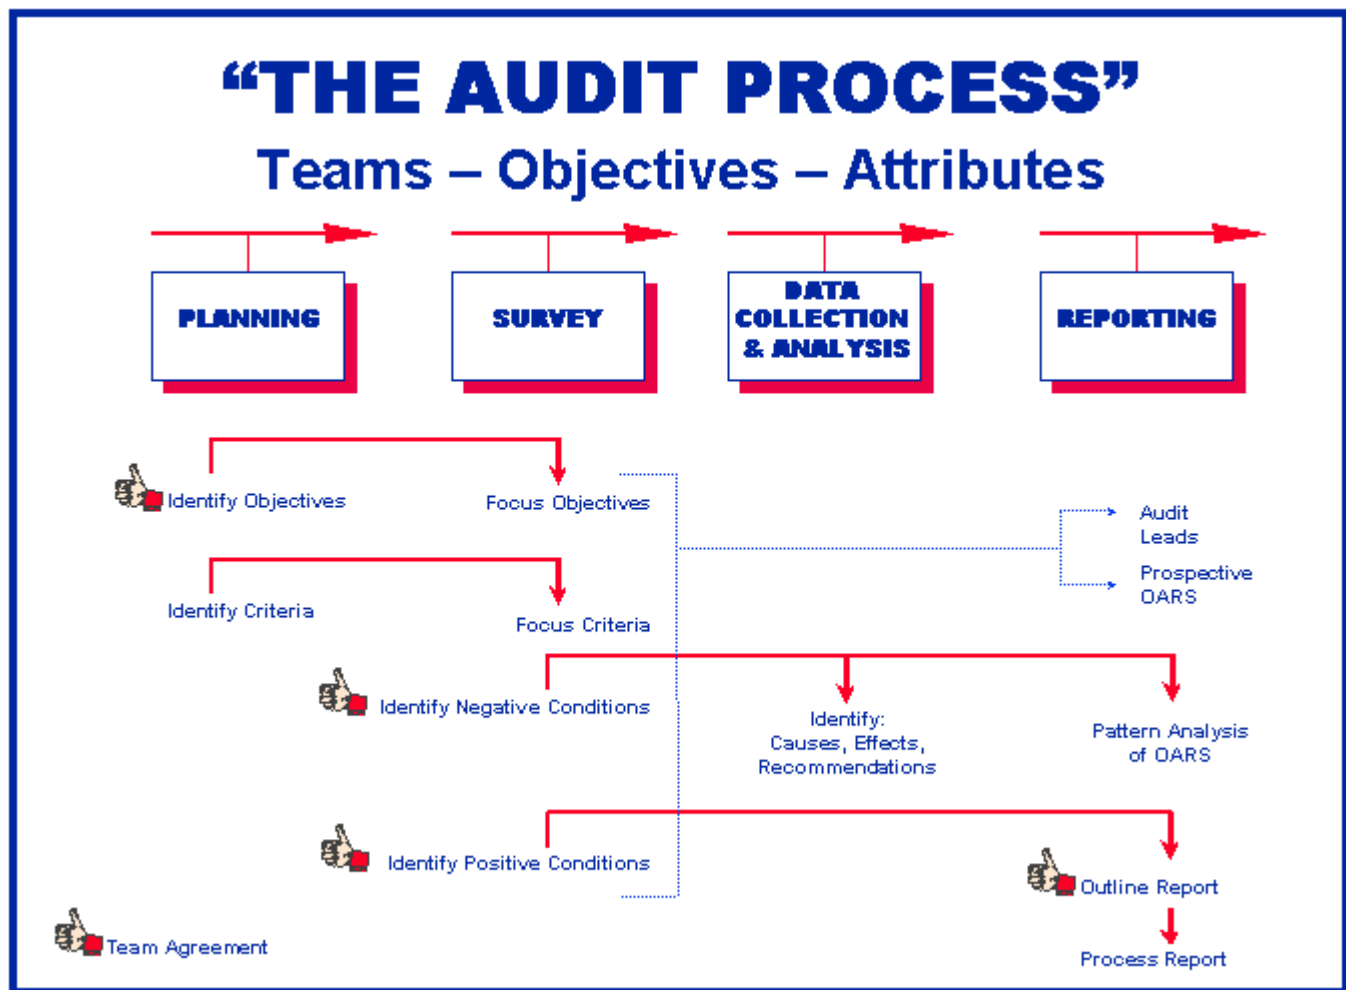 “THE AUDIT PROCESS”
Teams – Objectives – Attributes
PLANNING
SURVEY
DATA
COLLECTION
& ANALYSIS
REPORTING
Identify Objectives
Focus Objectives
Audit
Leads
Prospective
OARS
Identify Criteria
Focus Criteria
Identify Negative Conditions
Identify:
Causes, Effects,
Recommendations
Pattern Analysis
of OARS
Identify Positive Conditions
Outline Report
Team Agreement
Process Report